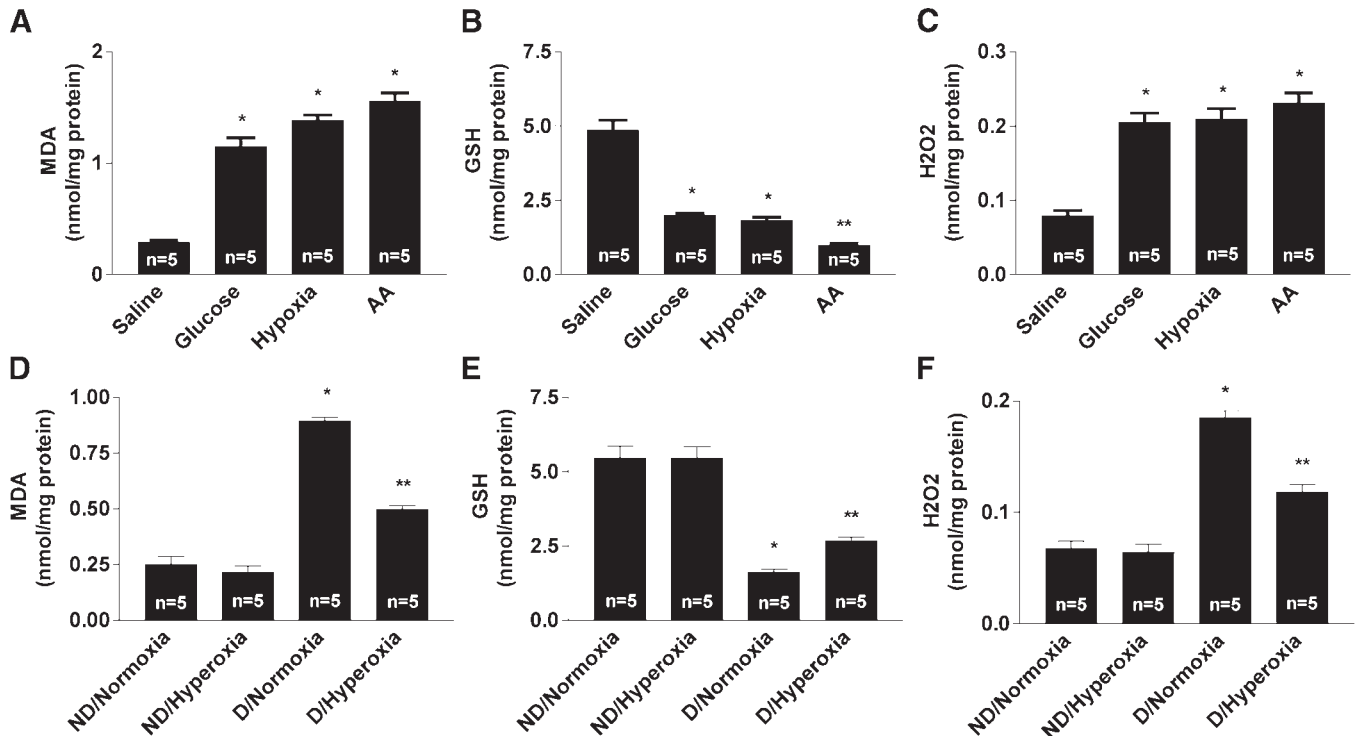 A
MDA
(nmol/mg protein)
2
1
0
*
*
*
n=5
n=5
n=5
n=5
Saline
Glucose
Hypoxia
AA
B
GSH
(nmol/mg protein)
7.5
5.0
2.5
0.0
*
*
**
n=5
n=5
n=5
n=5
Saline
Glucose
Hypoxia
AA
C
H2O2
(nmol/mg protein)
0.3
0.2
0.1
0.0
*
*
*
n=5
n=5
n=5
n=5
Saline
Glucose
Hypoxia
AA
D
MDA
(nmol/mg protein)
1.00
0.75
0.50
0.25
0.00
*
**
n=5
n=5
n=5
n=5
ND/Normoxia
ND/Hyperoxia
D/Normoxia
D/Hyperoxia
E
GSH
(nmol/mg protein)
7.5
5.0
2.5
0.0
*
**
n=5
n=5
n=5
n=5
ND/Normoxia
ND/Hyperoxia
D/Normoxia
D/Hyperoxia
F
H2O2
(nmol/mg protein)
0.2
0.1
0.0
*
**
n=5
n=5
n=5
n=5
ND/Normoxia
ND/Hyperoxia
D/Normoxia
D/Hyperoxia